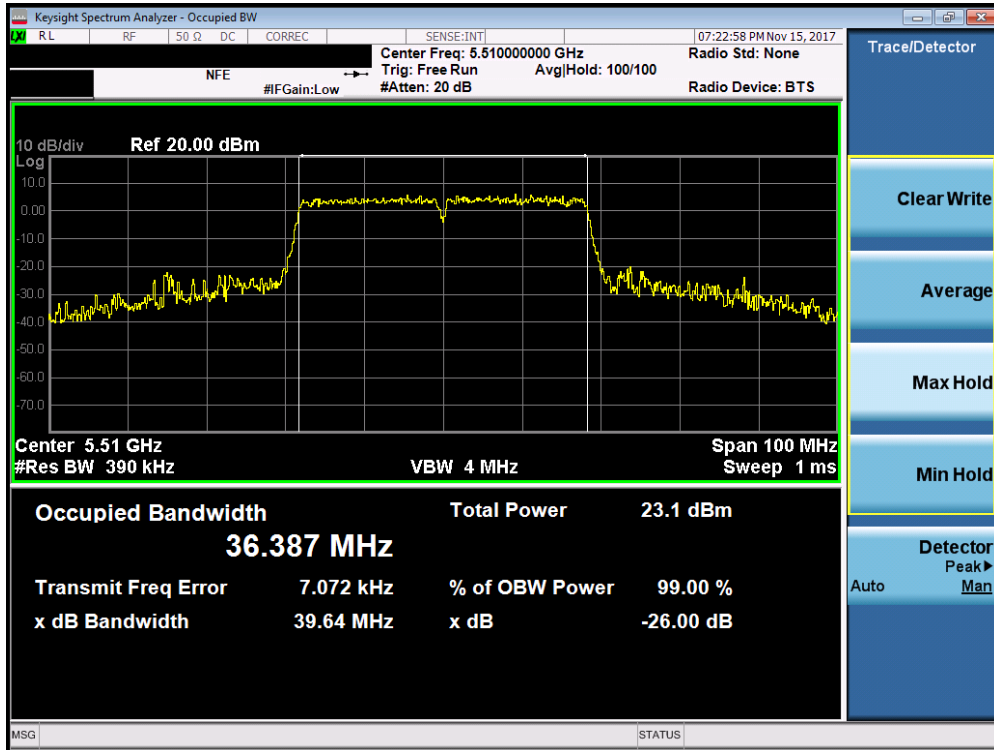 Keysight Spectrum Analyzer - Occupied BW
LXI RL RF 50 Ω DC CORREC SENSE:INT 07:22:58 PM Nov 15, 2017
Center Freq: 5.510000000 GHz Radio Std: None
NFE Trig: Free Run Avg|Hold: 100/100
#IFGain:Low #Atten: 20 dB Radio Device: BTS
10 dB/div Ref 20.00 dBm
Log
10.0
0.00
-10.0
-20.0
-30.0
-40.0
-50.0
-60.0
-70.0
Center 5.51 GHz Span 100 MHz
#Res BW 390 kHz VBW 4 MHz Sweep 1 ms
Occupied Bandwidth Total Power 23.1 dBm
36.387 MHz
Transmit Freq Error 7.072 kHz % of OBW Power 99.00 %
x dB Bandwidth 39.64 MHz x dB -26.00 dB
MSG STATUS
Trace/Detector
Clear Write
Average
Max Hold
Min Hold
Detector
Peak▶
Auto Man